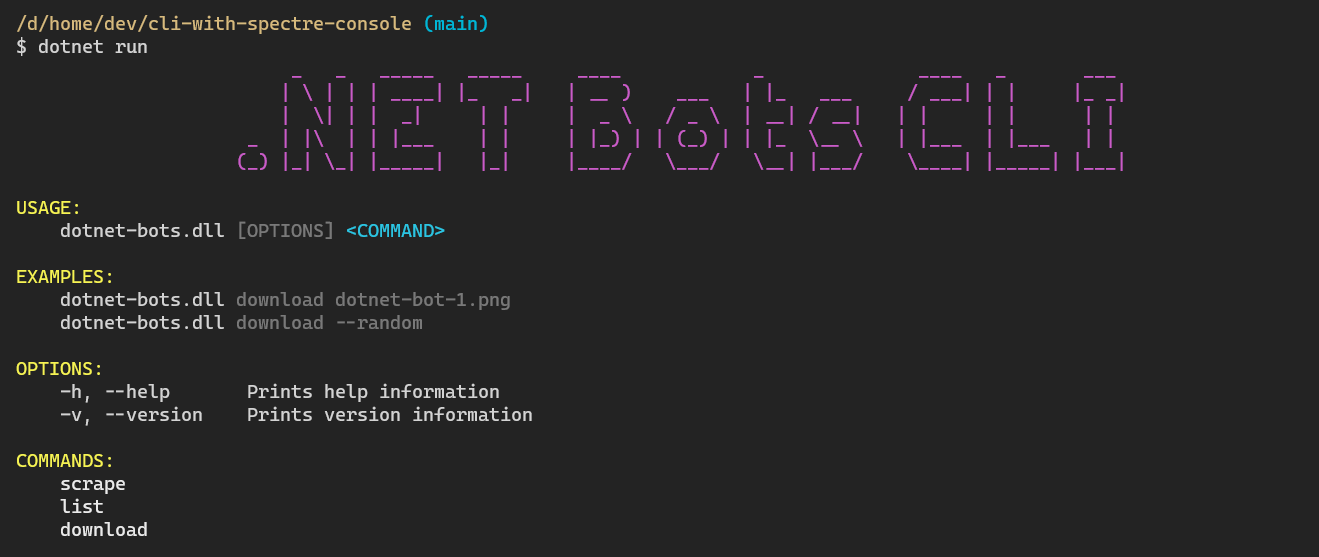 /d/home/dev/cli-with-spectre-console (main)
$ dotnet run
.NET Bots CLI
USAGE:
dotnet-bots.dll [OPTIONS] <COMMAND>
EXAMPLES:
dotnet-bots.dll download dotnet-bot-1.png
dotnet-bots.dll download --random
OPTIONS:
-h, --help Prints help information
-v, --version Prints version information
COMMANDS:
scrape
list
download